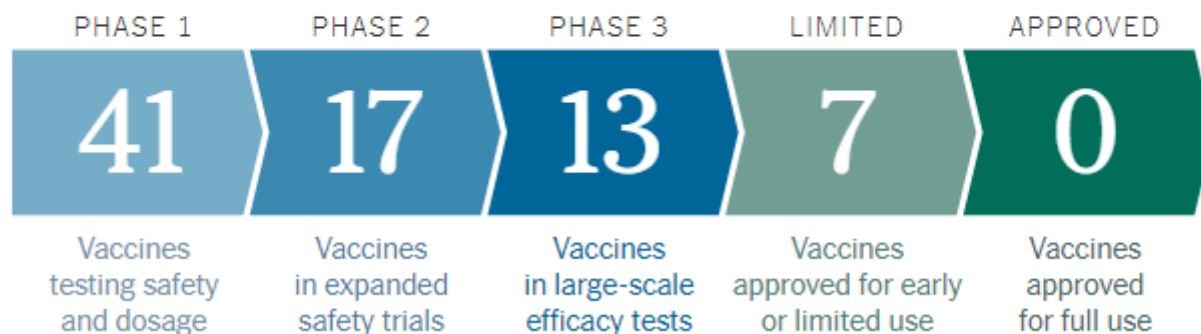 PHASE 1
PHASE 2
PHASE 3
LIMITED
APPROVED
41
17
13
7
0
Vaccines
testing safety
and dosage
Vaccines
in expanded
safety trials
Vaccines
in large-scale
efficacy tests
Vaccines
approved for early
or limited use
Vaccines
approved
for full use